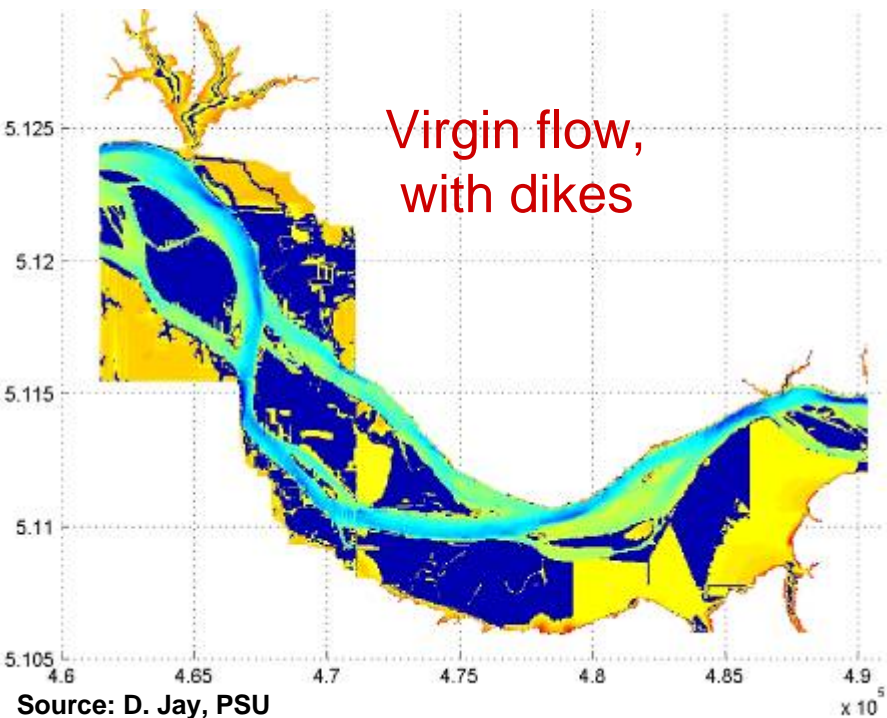 Virgin flow,
with dikes
5.125
5.12
5.115
5.11
5.105
4.6 4.65 4.7 4.75 4.8 4.85 4.9
x 10^5
Source: D. Jay, PSU